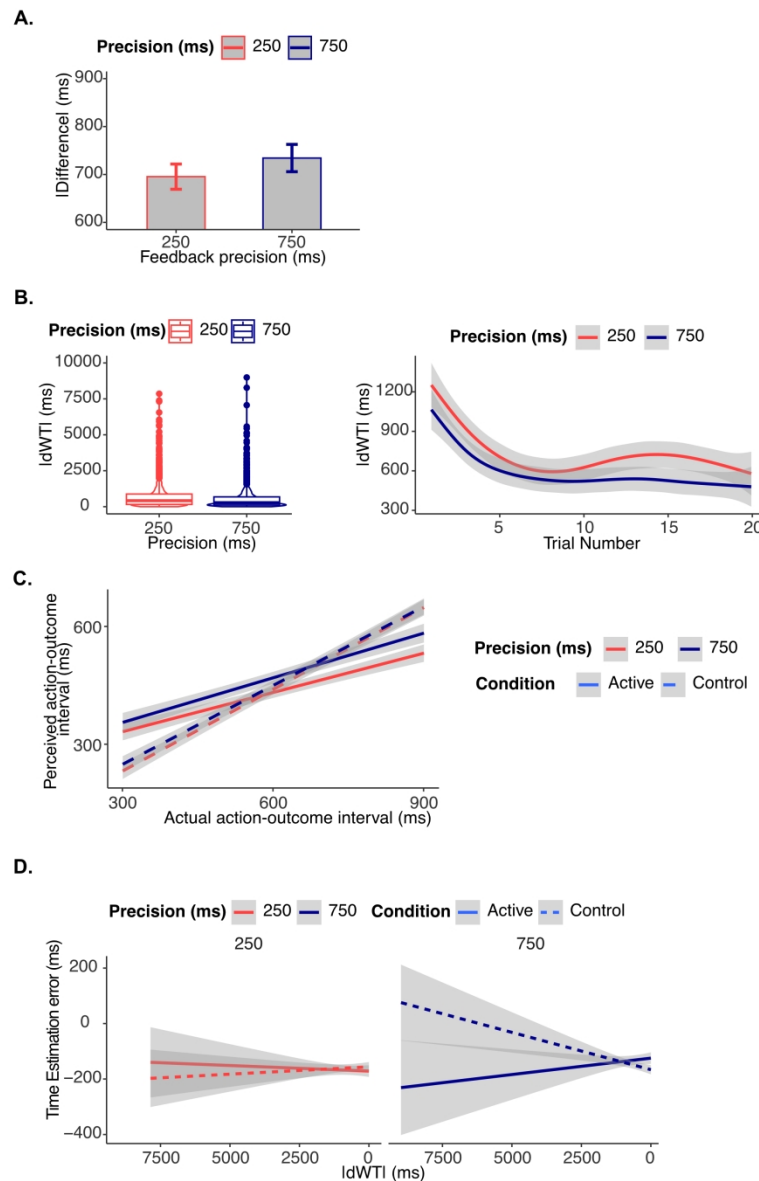 A.
Precision (ms) 250 750
|Difference| (ms)
900
800
700
600
250 750
Feedback precision (ms)
B.
Precision (ms) 250 750
|dWT| (ms)
10000
7500
5000
2500
0
250 750
Precision (ms)
Precision (ms) 250 750
|dWT| (ms)
1200
900
600
300
5 10 15 20
Trial Number
C.
Perceived action-outcome
interval (ms)
(ms)
600
300
300 600 900
Actual action-outcome interval (ms)
Precision (ms) 250 750
Condition Active Control
D.
Precision (ms) 250 750 Condition Active Control
250 750
Time Estimation error (ms)
200
0
−200
−400
7500 5000 2500 0 7500 5000 2500 0
|dWT| (ms)